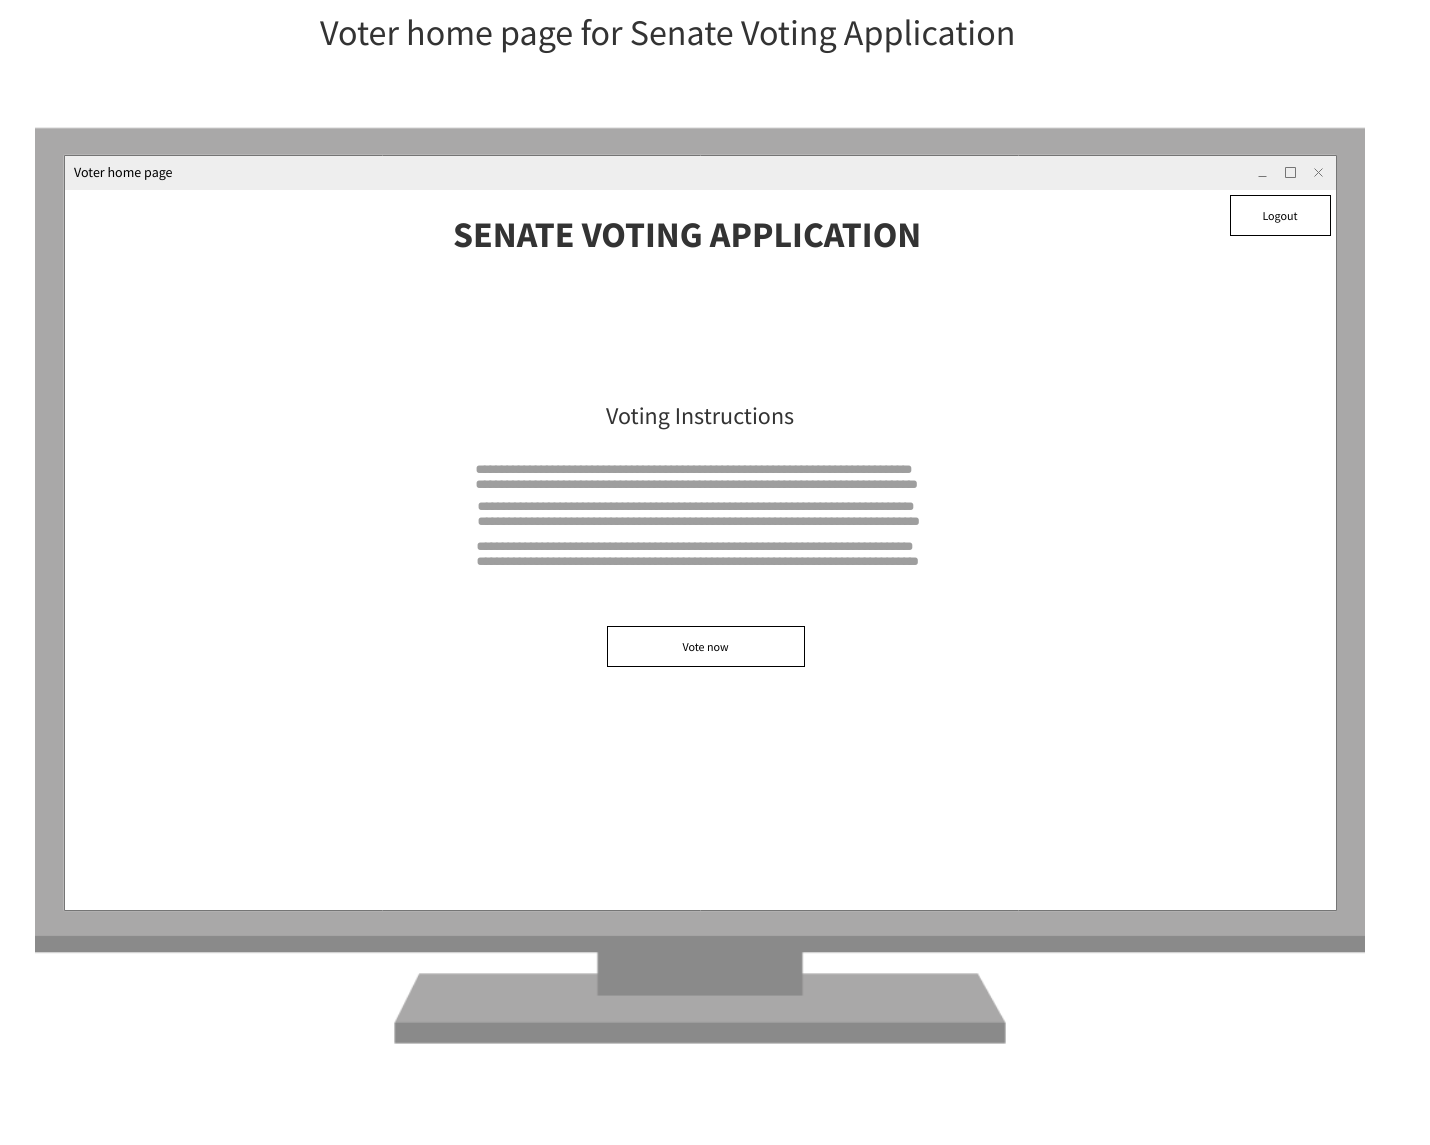 Voter home page for Senate Voting Application
Voter home page
Logout
SENATE VOTING APPLICATION
Voting Instructions
Vote now